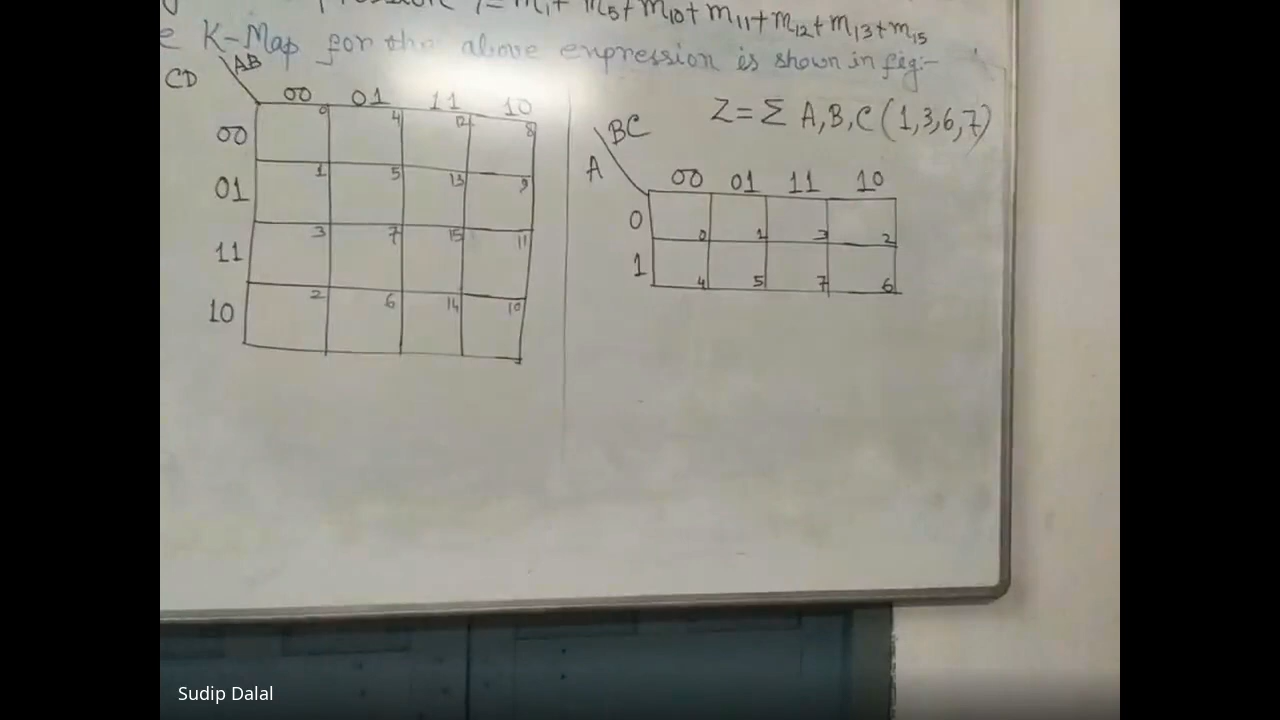 Y = m1 + m5 + m10 + m11 + m12 + m13 + m15
K-Map for the above expression is shown in fig:-
AB
CD
00 01 11 10
00 0 4 12 8
01 1 5 13 9
11 3 7 15 11
10 2 6 14 10
Z = Σ A,B,C (1,3,6,7)
BC
A
00 01 11 10
0 0 1 3 2
1 4 5 7 6
Sudip Dalal